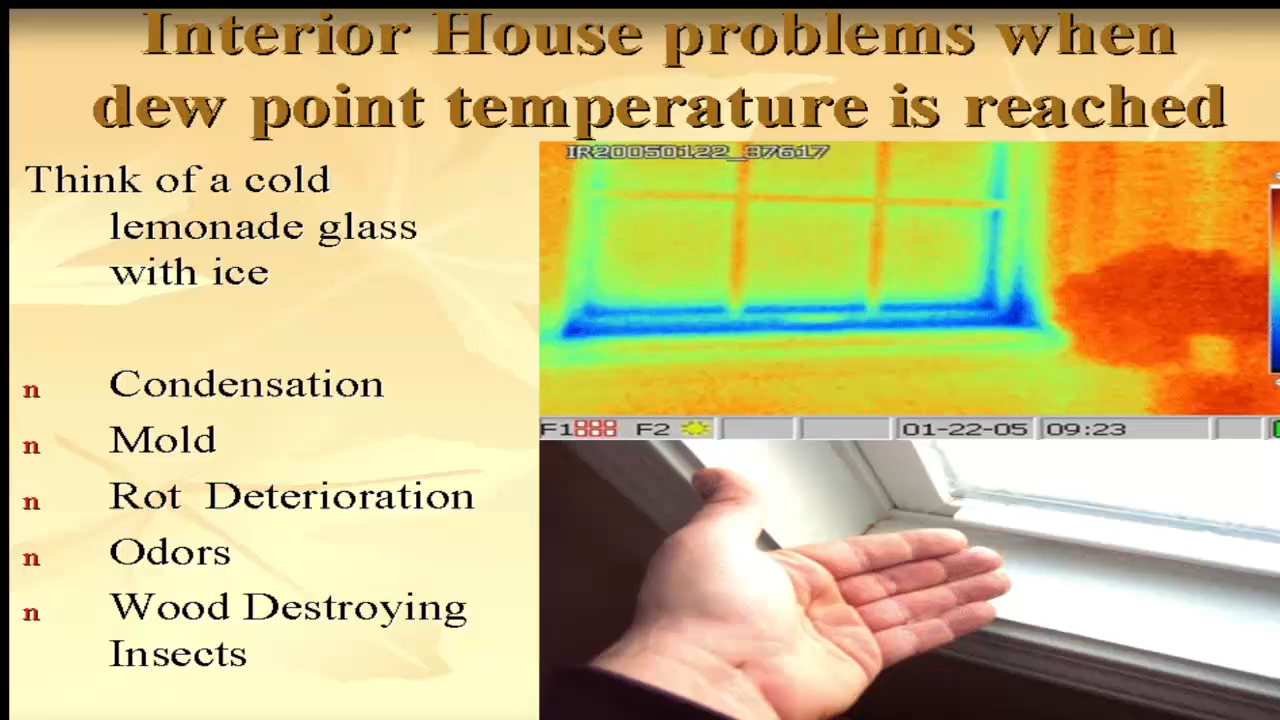 Interior House problems when
dew point temperature is reached
Think of a cold
lemonade glass
with ice
n Condensation
n Mold
n Rot Deterioration
n Odors
n Wood Destroying
Insects
IR20050122_37617
F1 F2 01-22-05 09:23